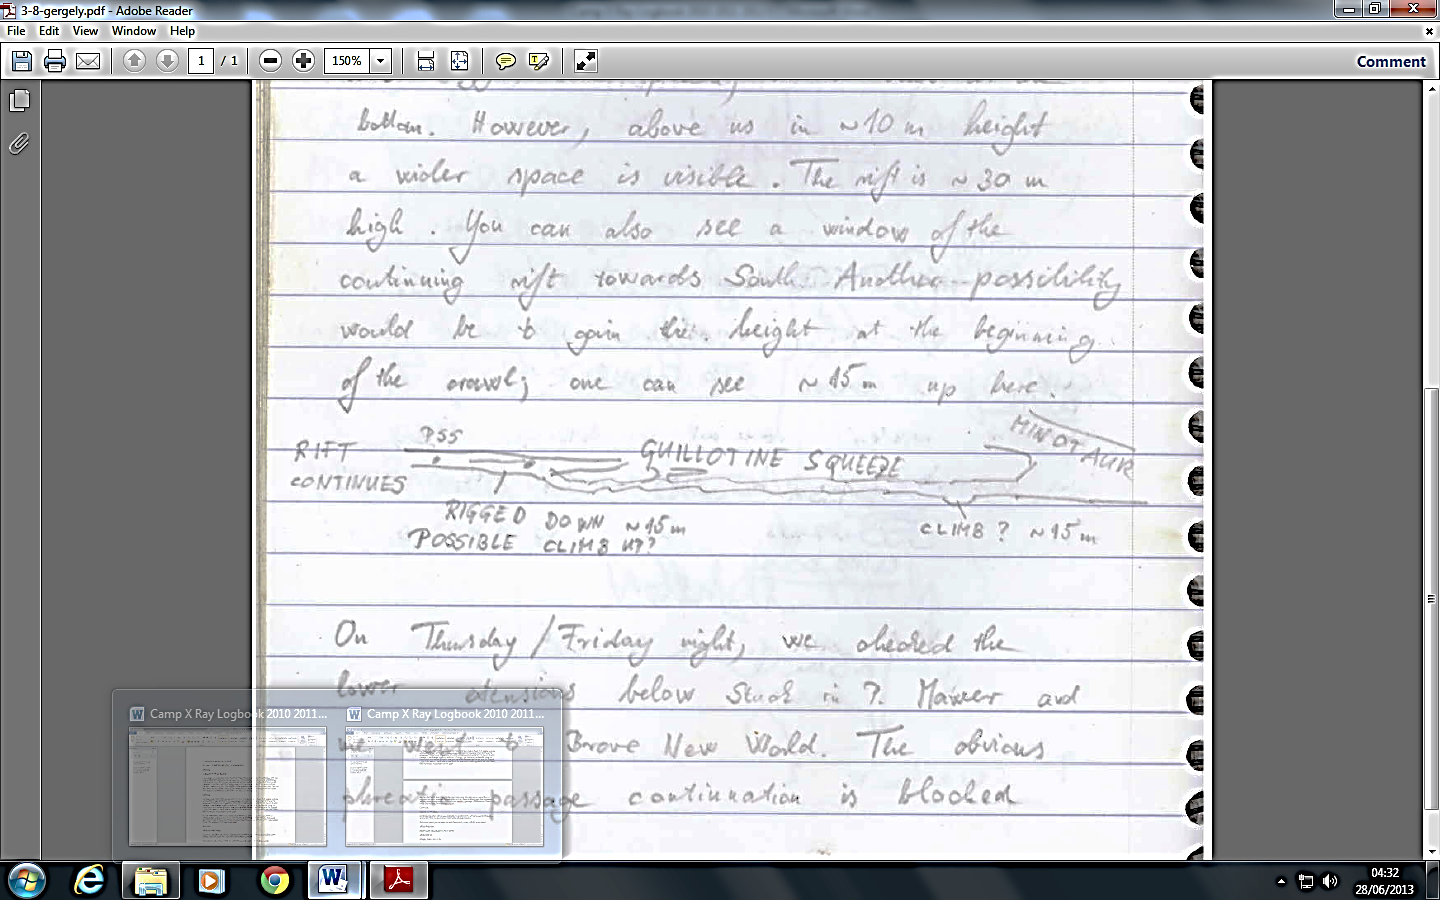 3-8-gergely.pdf - Adobe Reader
File Edit View Window Help
1 / 1 150% Comment
bottom. However, above us in ~10 m height
a wider space is visible. The rift is ~30 m
high. You can also see a window of the
continuing rift towards South. Another possibility
would be to gain the height at the beginning
of the crawl; one can see ~15 m up here.
PSS
MINOTAUR
RIFT
CONTINUES
GUILLOTINE SQUEEZE
RIGGED DOWN ~15m
POSSIBLE CLIMB UP?
CLIMB? ~15m
On Thursday/Friday night, we checked the
lower extensions below Stuck in ?. and
me went to Brave New World. The obvious
phreatic passage continuation is blocked
Camp X Ray Logbook 2010 2011... Camp X Ray Logbook 2010 2011...
04:32
28/06/2013